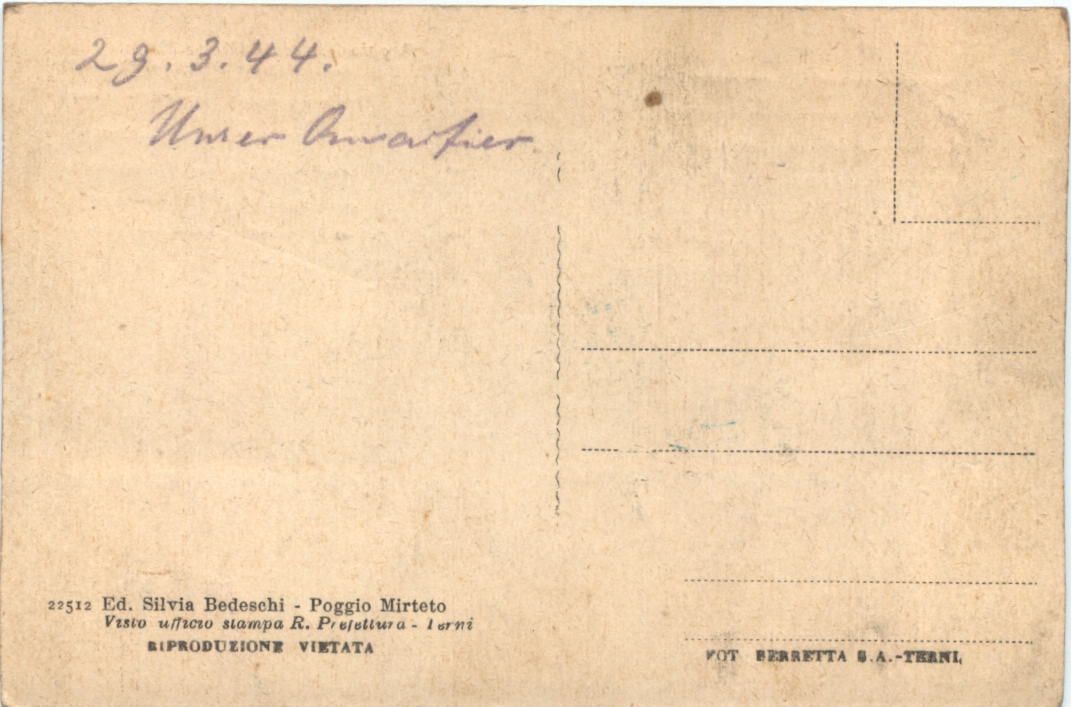 29.3.44.
Unser Quartier.
22512 Ed. Silvia Bedeschi - Poggio Mirteto
Visto ufficio stampa R. Prefettura - Terni
RIPRODUZIONE VIETATA
FOT BERRETTA S.A.-TERNI,